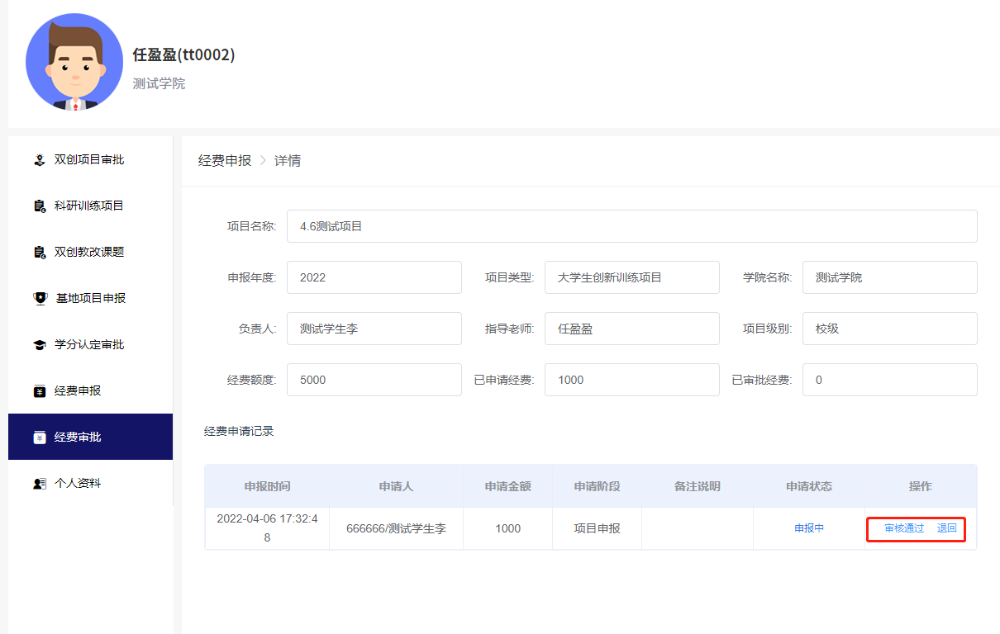 任盈盈(tt0002)
测试学院
双创项目审批
科研训练项目
双创教改课题
基地项目申报
学分认定审批
经费申报
经费审批
个人资料
经费申报 > 详情
项目名称: 4.6测试项目
申报年度: 2022 项目类型: 大学生创新训练项目 学院名称: 测试学院
负责人: 测试学生李 指导老师: 任盈盈 项目级别: 校级
经费额度: 5000 已申请经费: 1000 已审批经费: 0
经费申请记录
申报时间 申请人 申请金额 申请阶段 备注说明 申请状态 操作
2022-04-06 17:32:4
8 666666/测试学生李 1000 项目申报 申报中 审核通过 退回